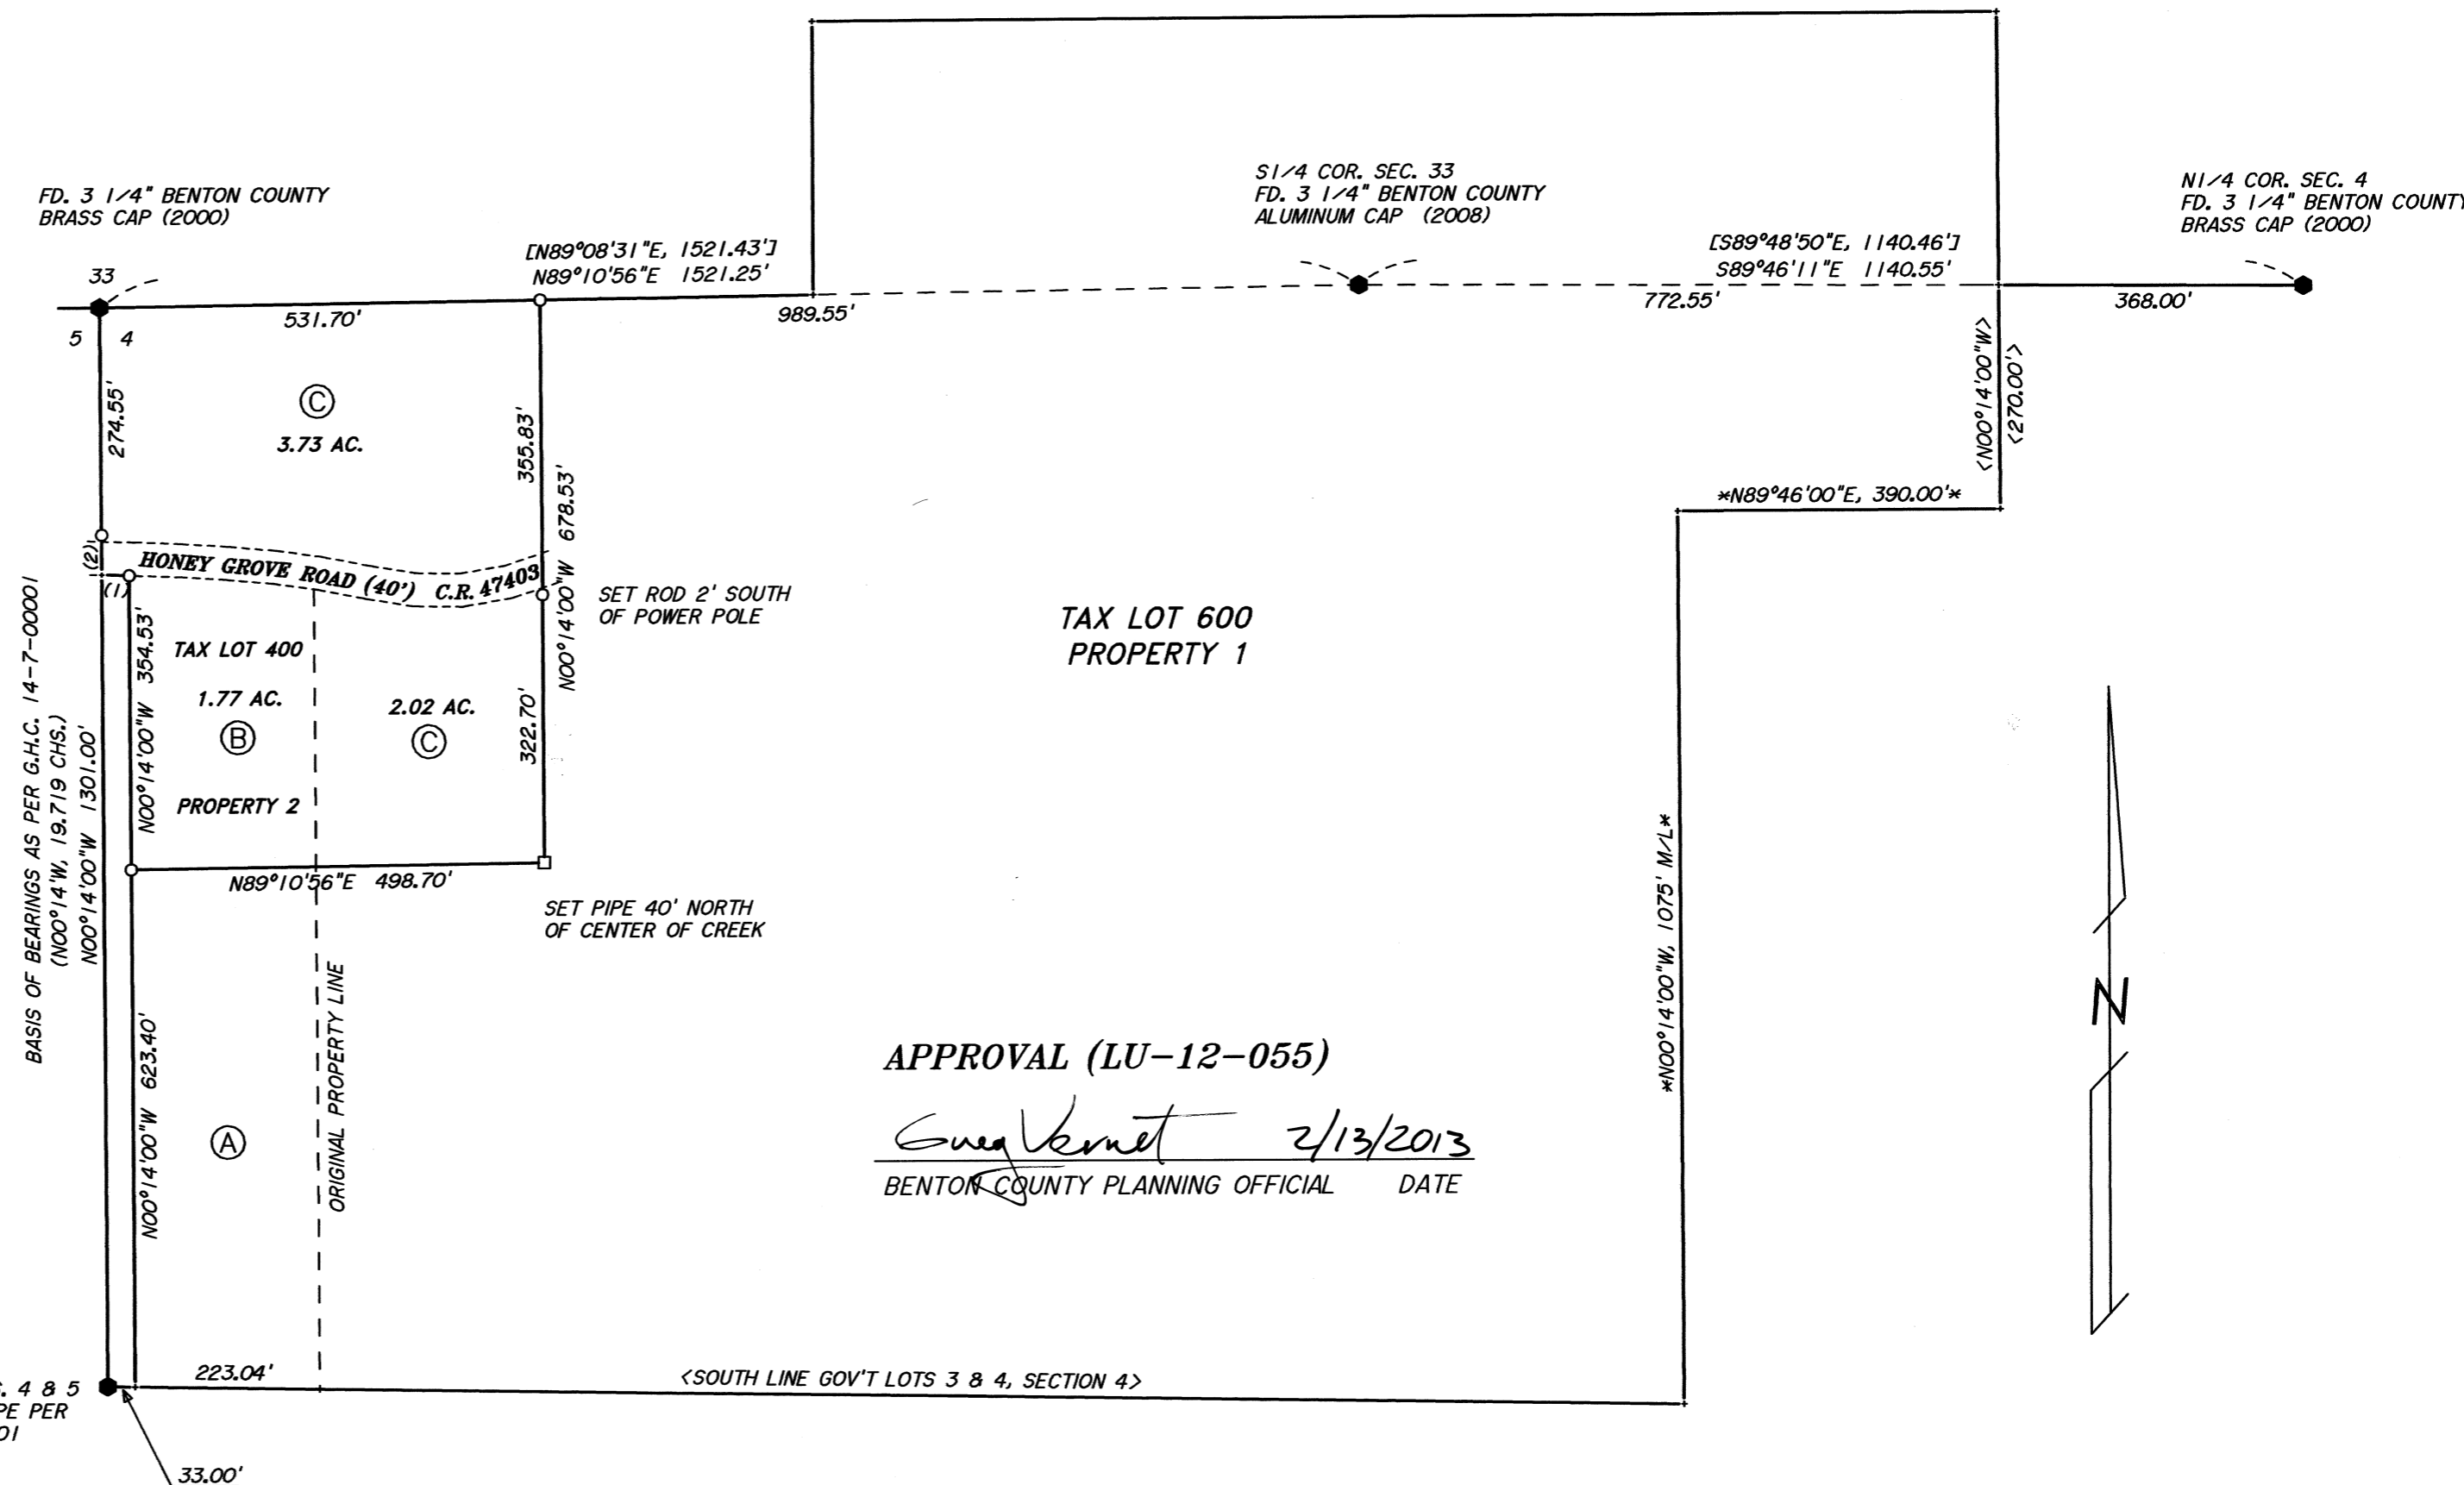 S1/4 COR. SEC. 33
FD. 3 1/4" BENTON COUNTY
ALUMINUM CAP (2008)
N1/4 COR. SEC. 4
FD. 3 1/4" BENTON COUNTY
BRASS CAP (2000)
FD. 3 1/4" BENTON COUNTY
BRASS CAP (2000)
[N89°08'31"E, 1521.43']
N89°10'56"E 1521.25'
[S89°48'50"E, 1140.46']
S89°46'11"E 1140.55'
33
5 4
531.70'
989.55'
772.55'
368.00'
274.55'
C
3.73 AC.
355.83'
N00°14'00"W 678.53'
<N00°14'00"W>
<270.00'>
*N89°46'00"E, 390.00'*
(2)
(1)
HONEY GROVE ROAD (40') C.R. 47403
SET ROD 2' SOUTH
OF POWER POLE
TAX LOT 600
PROPERTY 1
BASIS OF BEARINGS AS PER G.H.C. 14-7-00001
(N00°14'W, 19.719 CHS.)
N00°14'00"W 1301.00'
N00°14'00"W 354.53'
TAX LOT 400
1.77 AC.
B
PROPERTY 2
2.02 AC.
C
322.70'
N89°10'56"E 498.70'
SET PIPE 40' NORTH
OF CENTER OF CREEK
*N00°14'00"W, 1075' M/L*
N
N00°14'00"W 623.40'
A
ORIGINAL PROPERTY LINE
APPROVAL (LU-12-055)
Greg Verret 2/13/2013
BENTON COUNTY PLANNING OFFICIAL DATE
223.04'
<SOUTH LINE GOV'T LOTS 3 & 4, SECTION 4>
. 4 & 5
PE PER
01
33.00'